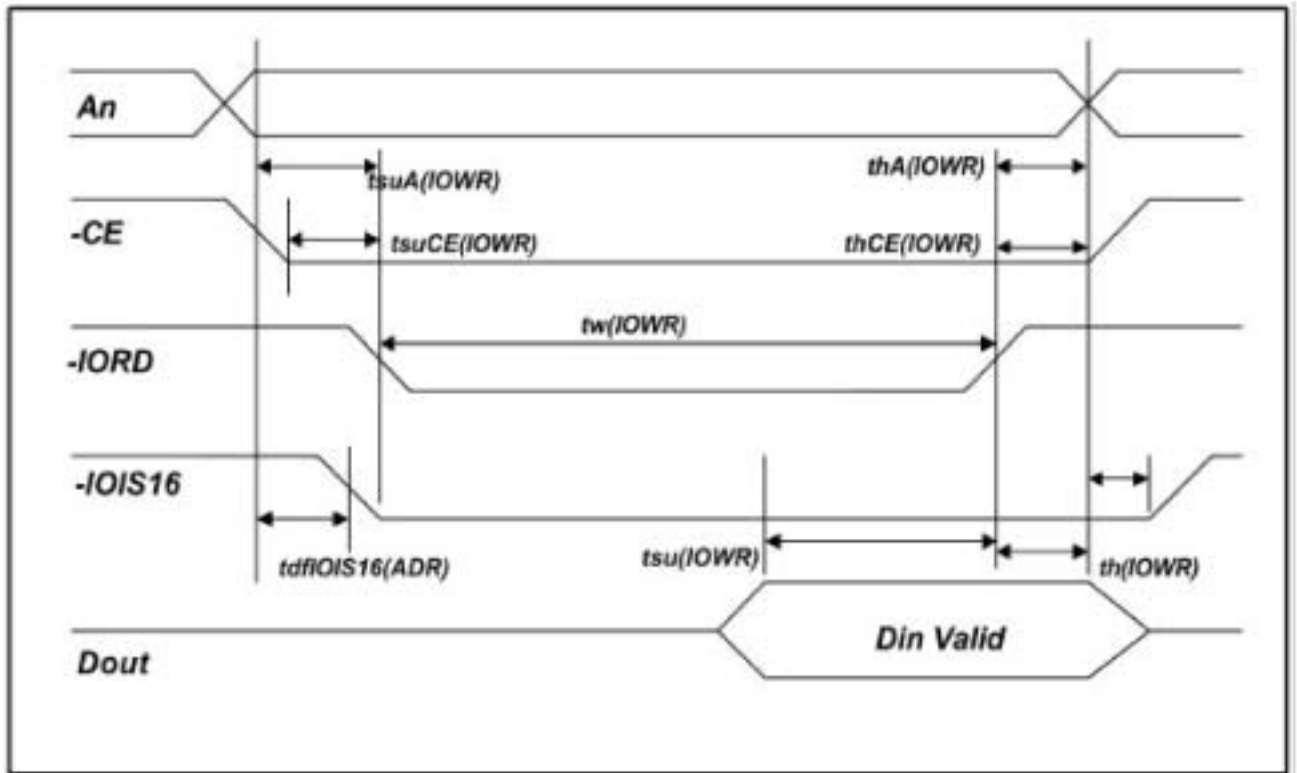 An
tsuA(IOWR)
thA(IOWR)
-CE
tsuCE(IOWR)
thCE(IOWR)
tw(IOWR)
-IORD
-IOIS16
tdfIOIS16(ADR)
tsu(IOWR)
th(IOWR)
Din Valid
Dout